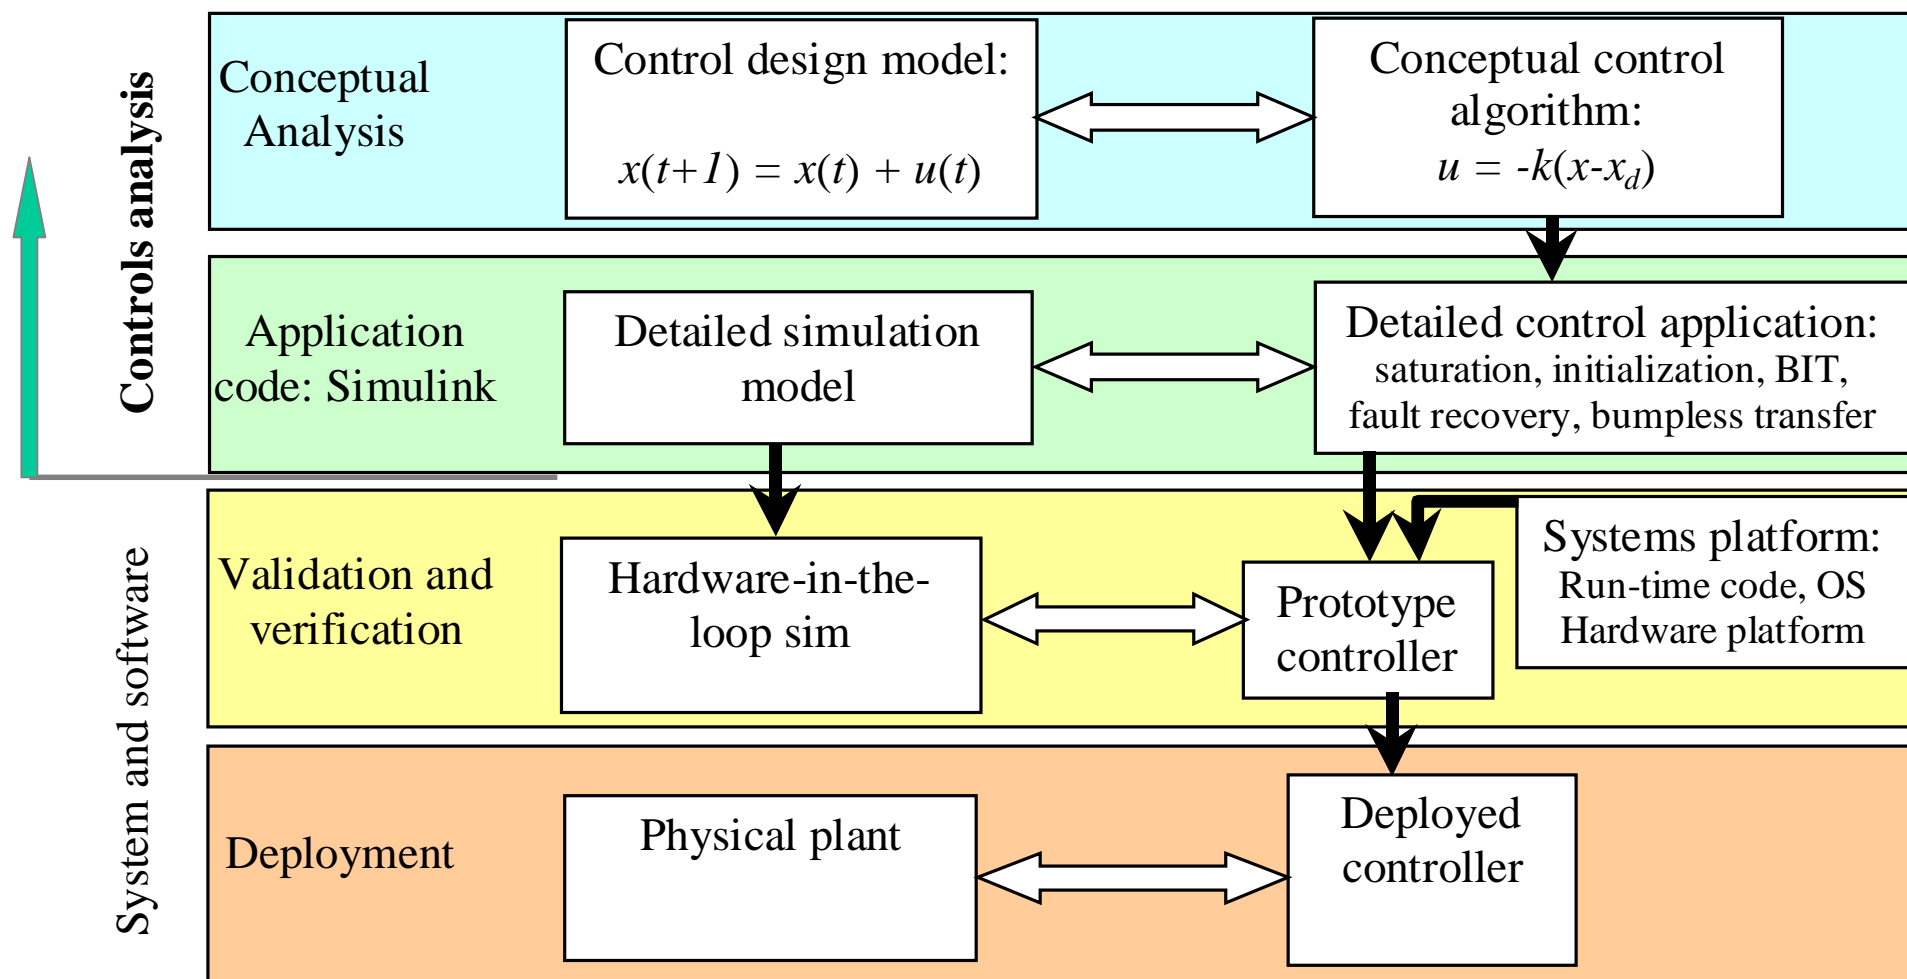 Controls analysis
Conceptual
Analysis
Control design model:
x(t+1) = x(t) + u(t)
Conceptual control
algorithm:
u = -k(x-x_d)
Application
code: Simulink
Detailed simulation
model
Detailed control application:
saturation, initialization, BIT,
fault recovery, bumpless transfer
System and software
Validation and
verification
Hardware-in-the-
loop sim
Prototype
controller
Systems platform:
Run-time code, OS
Hardware platform
Deployment
Physical plant
Deployed
controller